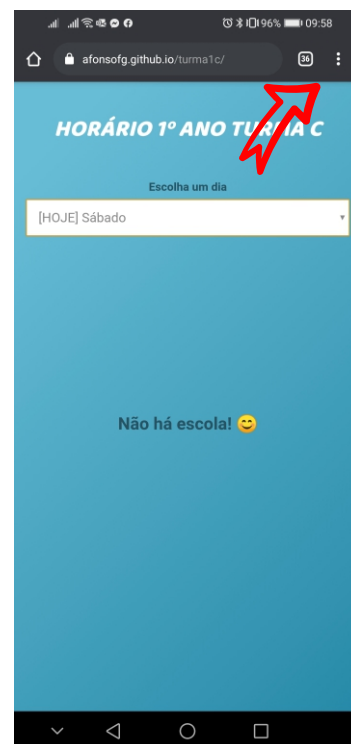 96% 09:58
afonsofg.github.io/turma1c/ 36
HORÁRIO 1º ANO TURMA C
Escolha um dia
[HOJE] Sábado
Não há escola! 😊